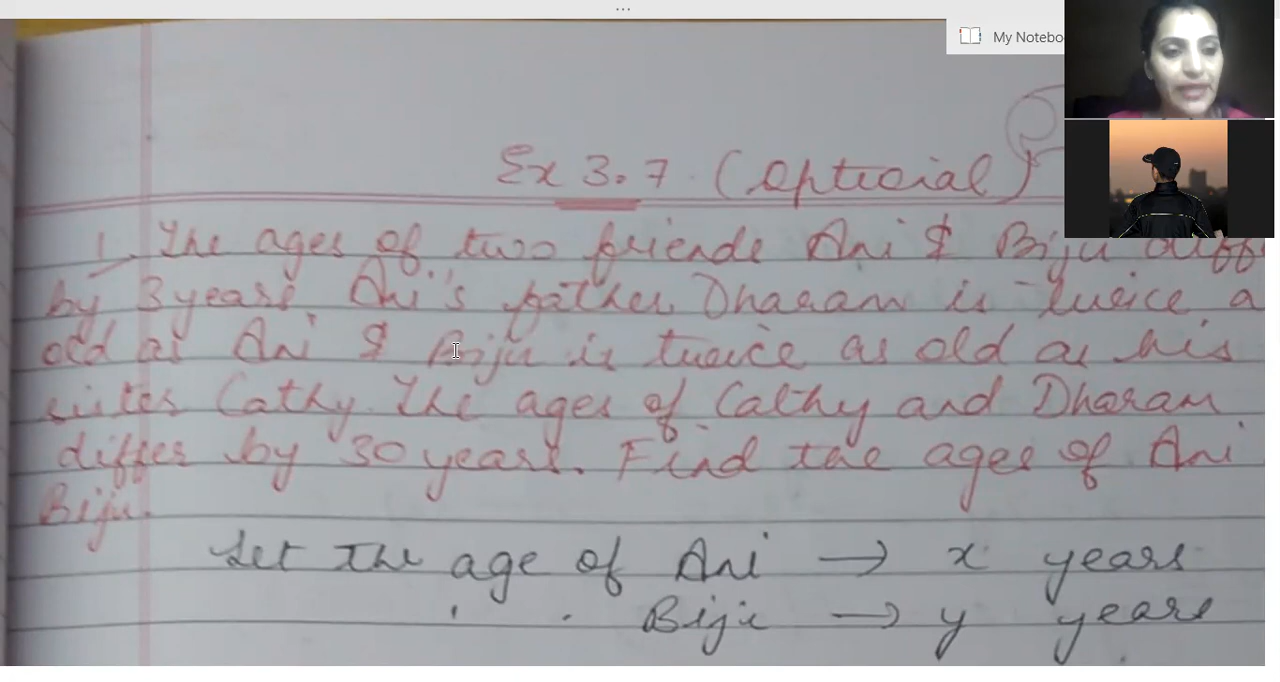 ...
My Notebo
Ex 3.7 (Opticial)
1. The ages of two friends Ani & Biju diff
by 3 years Ani's father Dharam is twice a
old as Ani & Biju is twice as old as his
sister Cathy. The ages of Cathy and Dharam
differ by 30 years. Find the ages of Ani
Biju.
Let The age of Ani → x years
Biju → y years